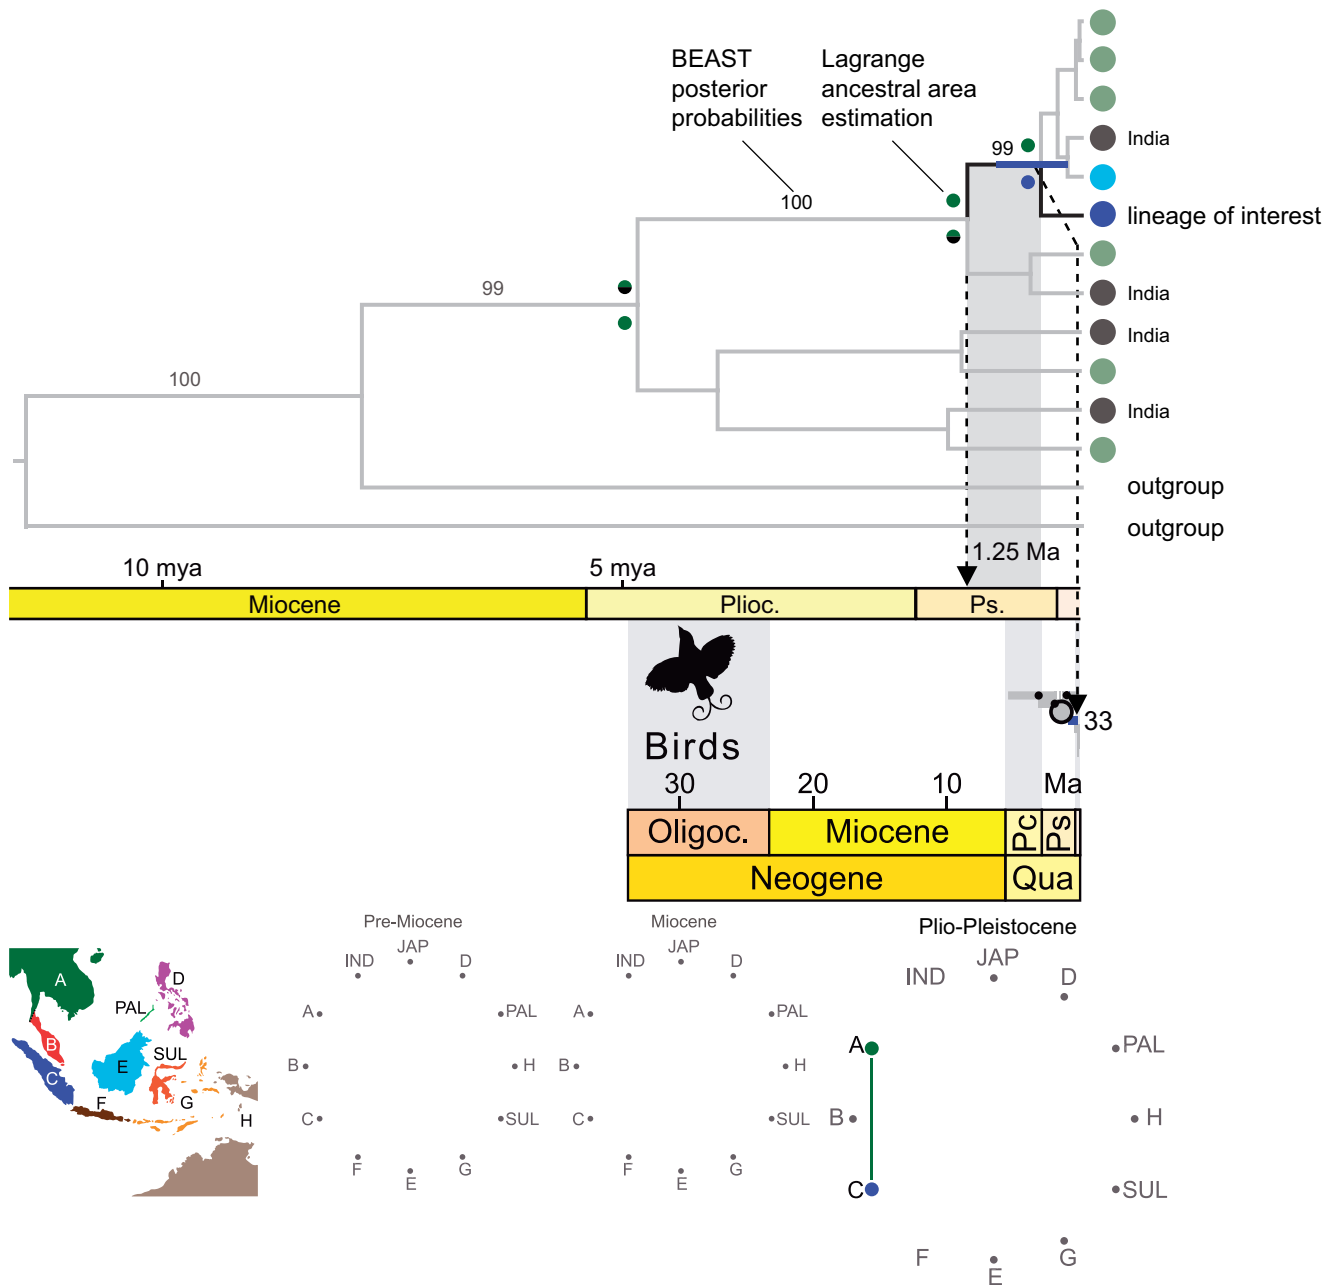 BEAST
posterior
probabilities
Lagrange
ancestral area
estimation
99
India
100
lineage of interest
India
99
India
100
India
outgroup
outgroup
1.25 Ma
10 mya
5 mya
Miocene
Plioc.
Ps.
33
Birds
30
20
10
Ma
Oligoc.
Miocene
Pc
Ps
Neogene
Qua
Pre-Miocene
JAP
IND
D
A
PAL
B
H
C
SUL
F
G
E
Miocene
JAP
IND
D
A
PAL
B
H
C
SUL
F
G
E
Plio-Pleistocene
JAP
IND
D
A
PAL
B
H
C
SUL
F
G
E
A
D
PAL
B
SUL
E
C
F
G
H